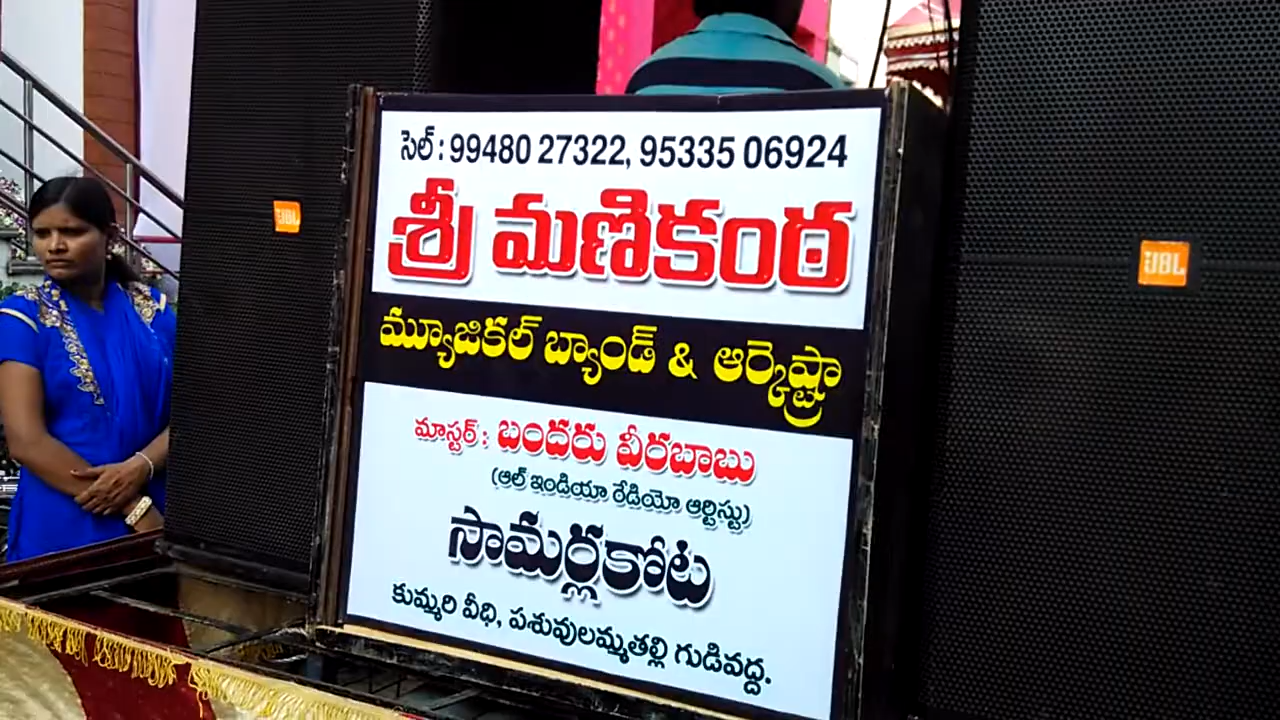 సెల్ : 99480 27322, 95335 06924
శ్రీ మణికంఠ
మ్యూజికల్ బ్యాండ్ & ఆర్కెష్ట్రా
మాస్టర్ : బందరు వీరబాబు
(ఆల్ ఇండియా రేడియో ఆర్టిస్టు)
సామర్లకోట
కుమ్మరి వీధి, పశువులమ్మతల్లి గుడివద్ద.
JBL
JBL